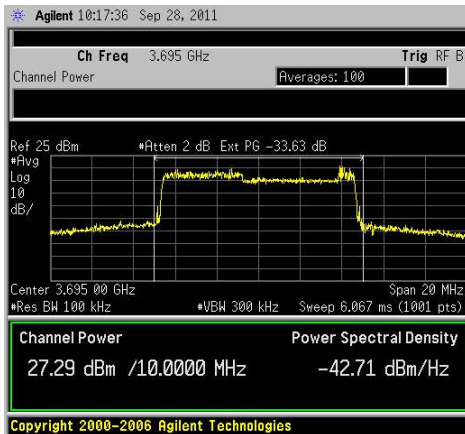 Agilent 10:17:36 Sep 28, 2011
Ch Freq 3.695 GHz Trig RF B
Channel Power Averages: 100
Ref 25 dBm #Atten 2 dB Ext PG -33.63 dB
#Avg
Log
10
dB/
Center 3.695 00 GHz Span 20 MHz
#Res BW 100 kHz #VBW 300 kHz Sweep 6.067 ms (1001 pts)
Channel Power Power Spectral Density
27.29 dBm /10.0000 MHz -42.71 dBm/Hz
Copyright 2000-2006 Agilent Technologies